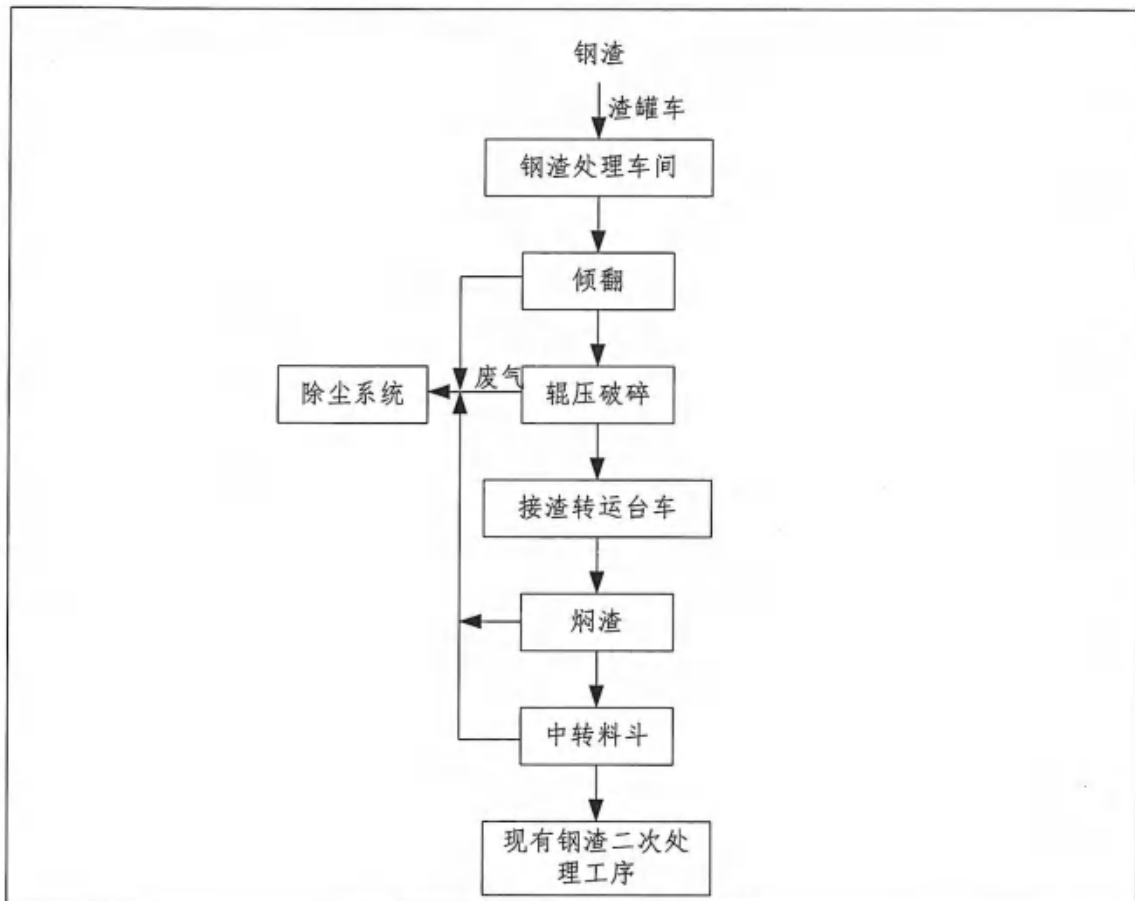 钢渣
渣罐车
钢渣处理车间
倾翻
废气
除尘系统
辊压破碎
接渣转运台车
焖渣
中转料斗
现有钢渣二次处
理工序